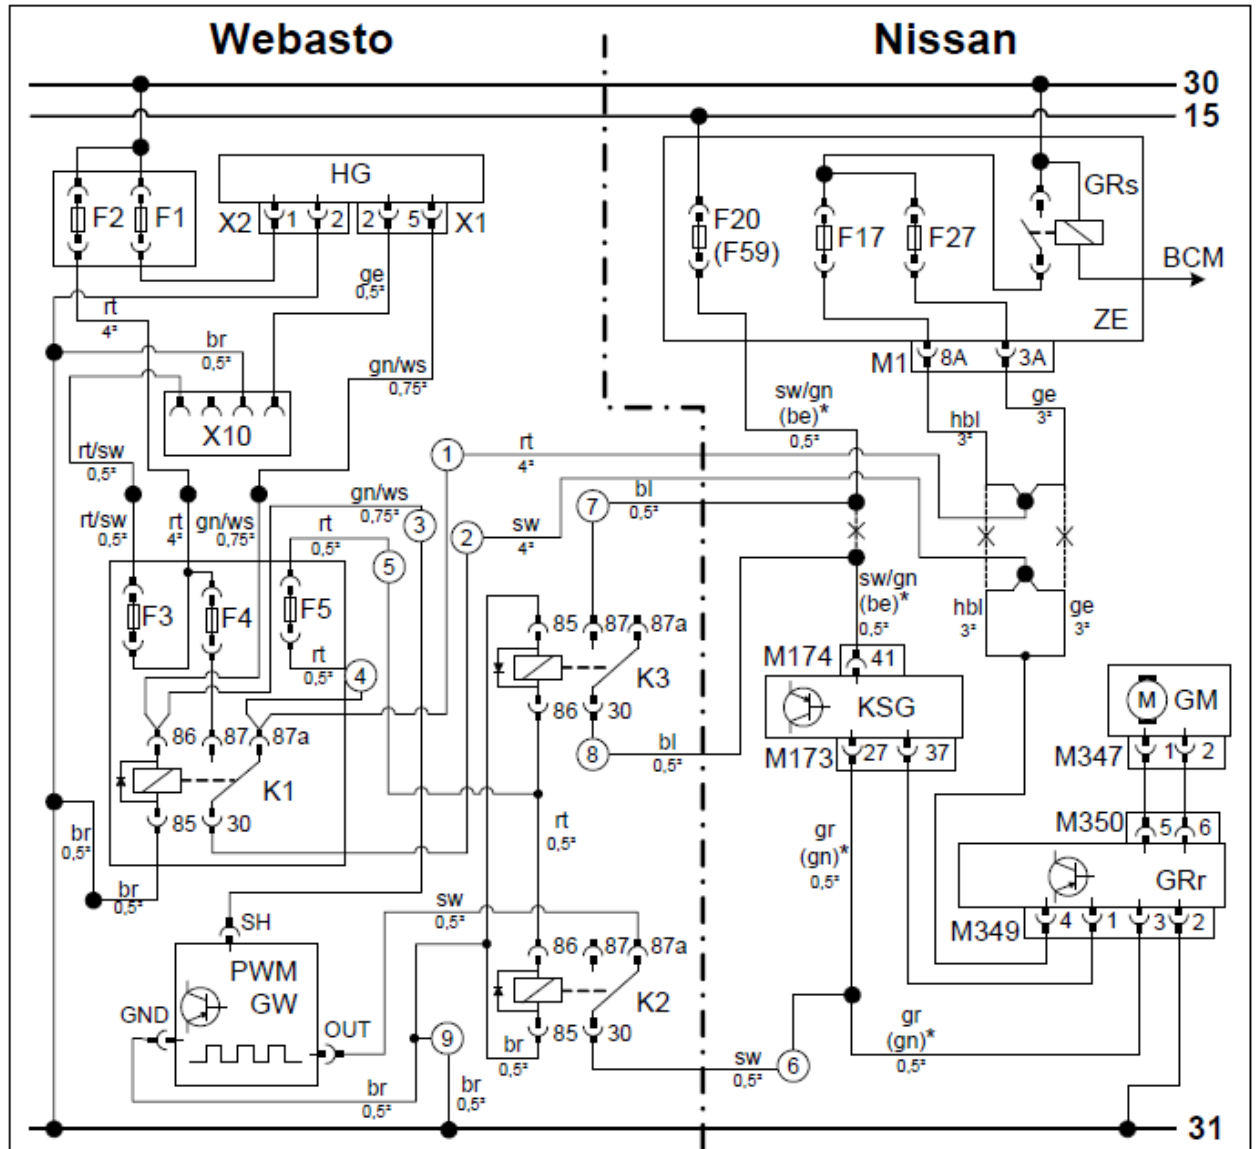 Webasto
Nissan
30
15
HG
X2
1
2
2
5
X1
F2
F1
F20
(F59)
F17
F27
GRs
BCM
ZE
M1
8A
3A
ge
0,5²
rt
4²
br
0,5²
gn/ws
0,75²
X10
rt/sw
0,5²
sw/gn
(be)*
0,5²
hbl
3²
ge
3²
1
rt
4²
gn/ws
0,75²
3
7
bl
0,5²
rt/sw
0,5²
rt
4²
gn/ws
0,75²
rt
0,5²
5
2
sw
4²
F3
F4
F5
rt
0,5²
4
85
87
87a
K3
86
30
sw/gn
(be)*
0,5²
hbl
3²
ge
3²
M174
41
KSG
M173
27
37
M
GM
M347
1
2
86
87
87a
K1
85
30
8
bl
0,5²
br
0,5²
br
0,5²
rt
0,5²
gr
(gn)*
0,5²
M350
5
6
GRr
M349
4
1
3
2
SH
PWM
GW
GND
OUT
sw
0,5²
86
87
87a
K2
85
30
br
0,5²
9
br
0,5²
br
0,5²
sw
0,5²
6
gr
(gn)*
0,5²
31